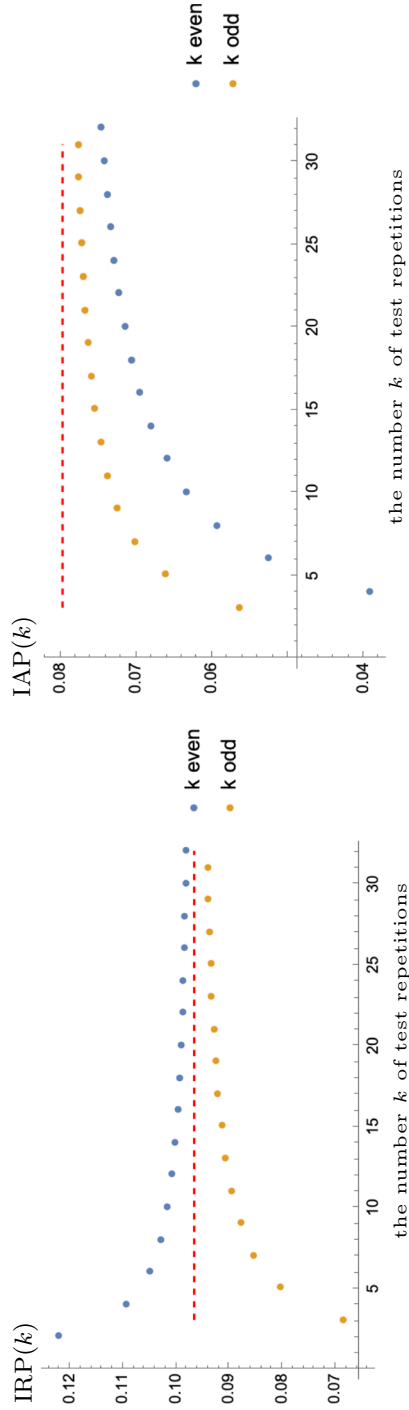 IRP(k)
0.12
0.11
0.10
0.09
0.08
0.07
5
10
15
20
25
30
the number k of test repetitions
k even
k odd
IAP(k)
0.08
0.07
0.06
0.04
5
10
15
20
25
30
the number k of test repetitions
k even
k odd